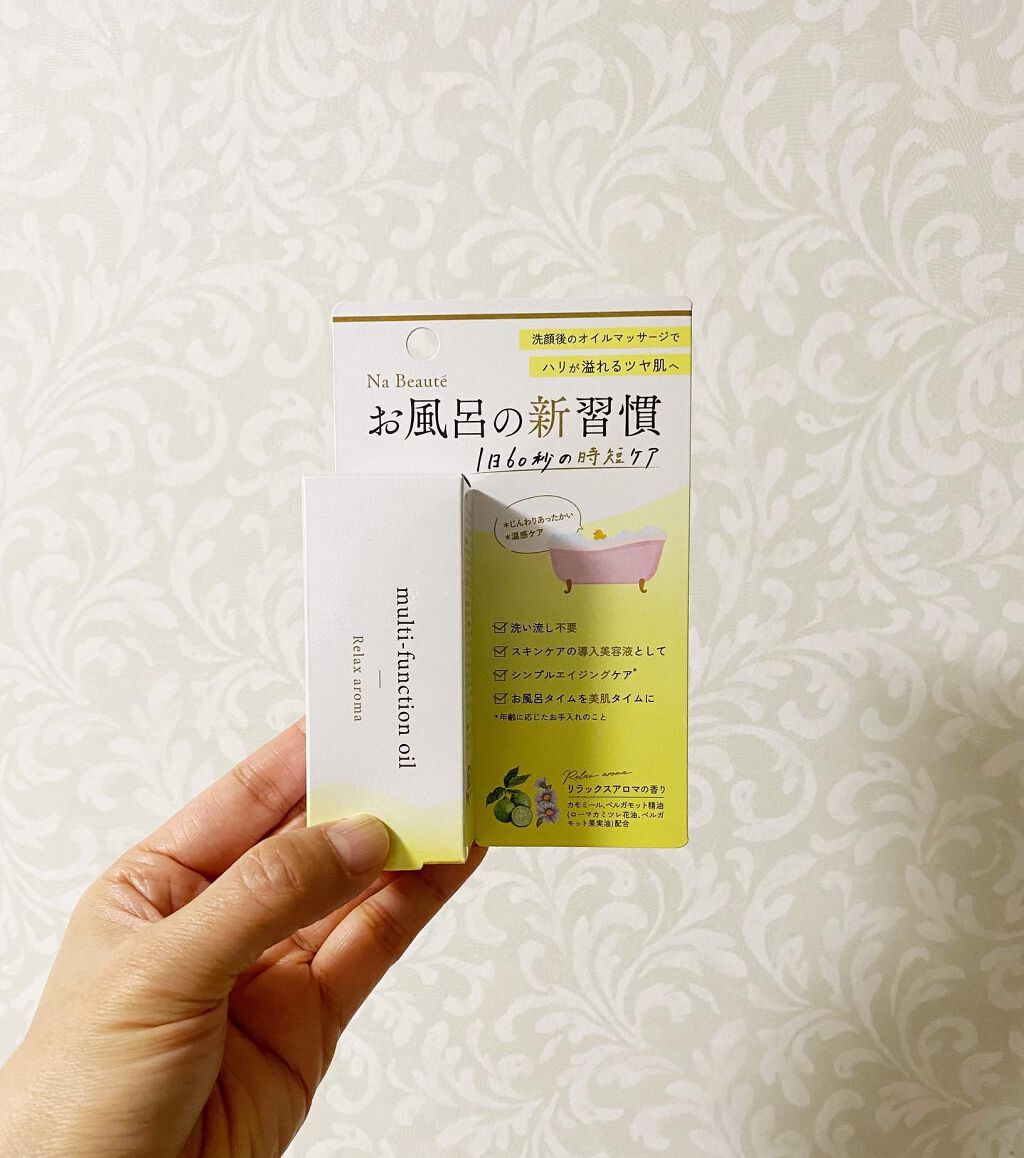 洗顔後のオイルマッサージで
ハリが溢れるツヤ肌へ
Na Beauté
お風呂の新習慣
1日60秒の時短ケア
*じんわりあったかい
*温感ケア
洗い流し不要
スキンケアの導入美容液として
シンプルエイジングケア*
お風呂タイムを美肌タイムに
*年齢に応じたお手入れのこと
Relax aroma
リラックスアロマの香り
カモミール、ベルガモット精油
(ローマカミツレ花油、ベルガ
モット果実油)配合
multi-function oil
Relax aroma